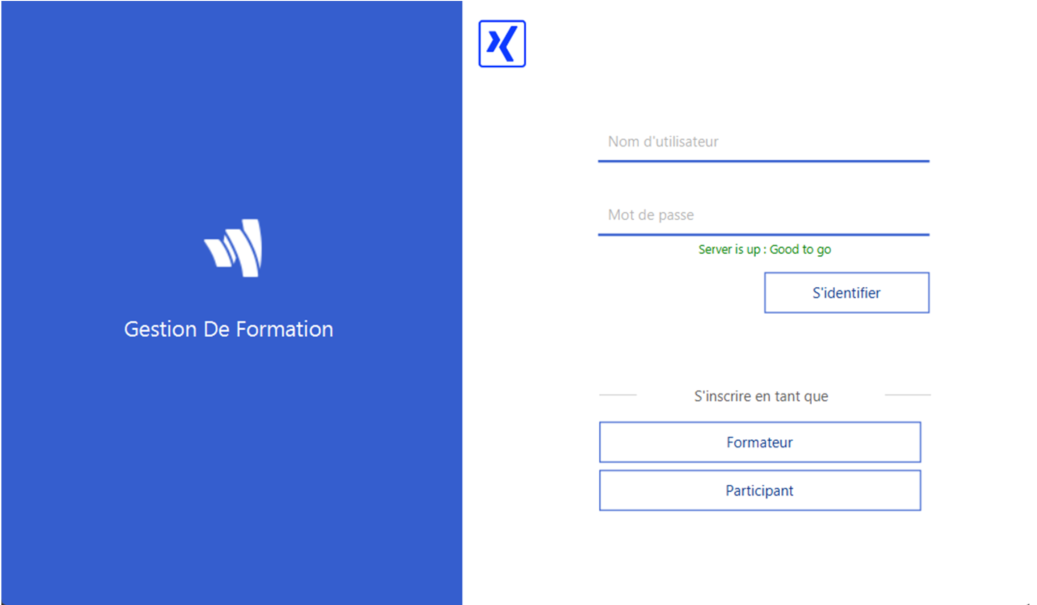 Gestion De Formation
Nom d'utilisateur
Mot de passe
Server is up : Good to go
S'identifier
S'inscrire en tant que
Formateur
Participant